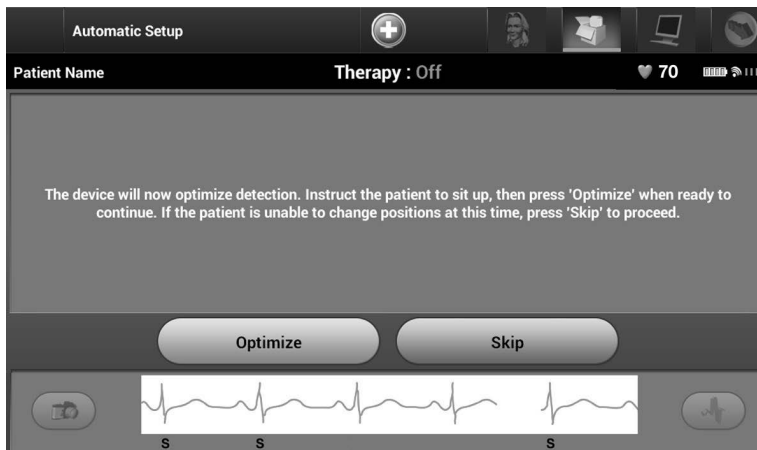 Automatic Setup
Patient Name Therapy : Off 70
The device will now optimize detection. Instruct the patient to sit up, then press 'Optimize' when ready to
continue. If the patient is unable to change positions at this time, press 'Skip' to proceed.
Optimize Skip
S S S